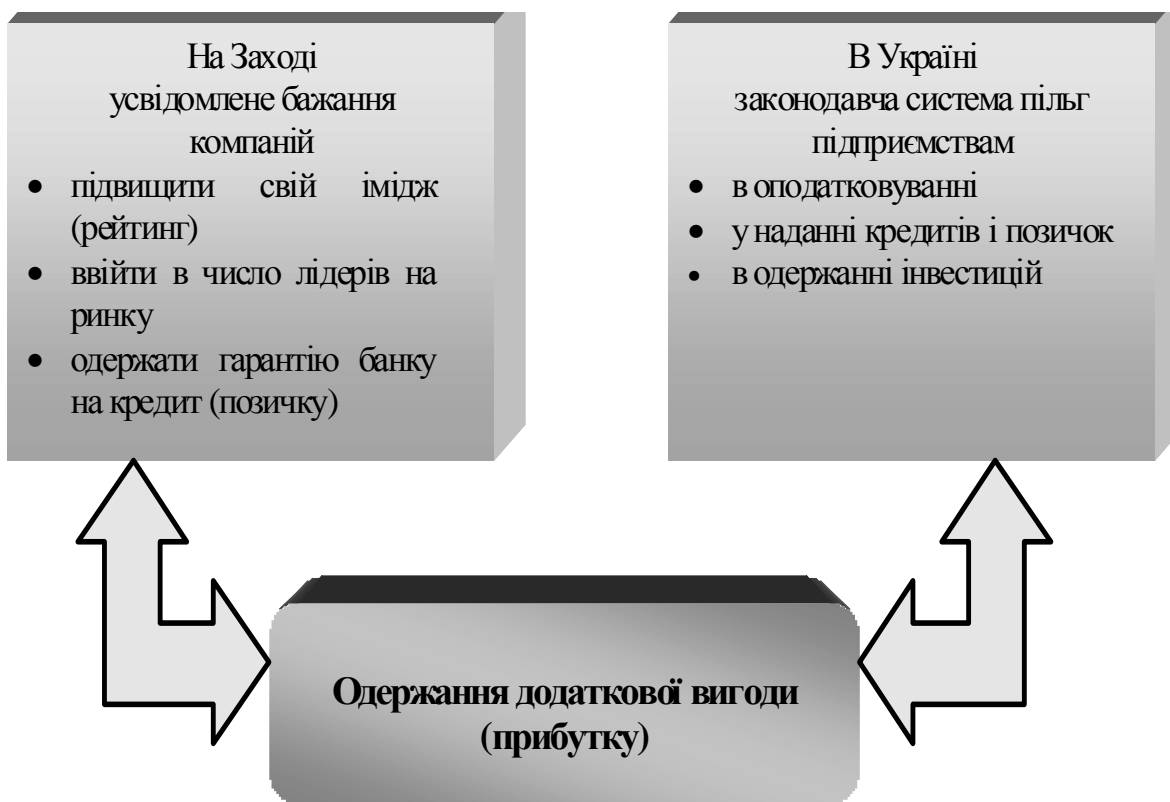 На Заході
усвідомлене бажання
компаній
• підвищити свій імідж
(рейтинг)
• ввійти в число лідерів на
ринку
• одержати гарантію банку
на кредит (позичку)
В Україні
законодавча система пільг
підприємствам
• в оподатковуванні
• у наданні кредитів і позичок
• в одержанні інвестицій
Одержання додаткової вигоди
(прибутку)